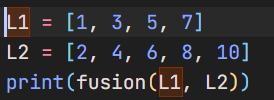 L1 = [1, 3, 5, 7]
L2 = [2, 4, 6, 8, 10]
print(fusion(L1, L2))